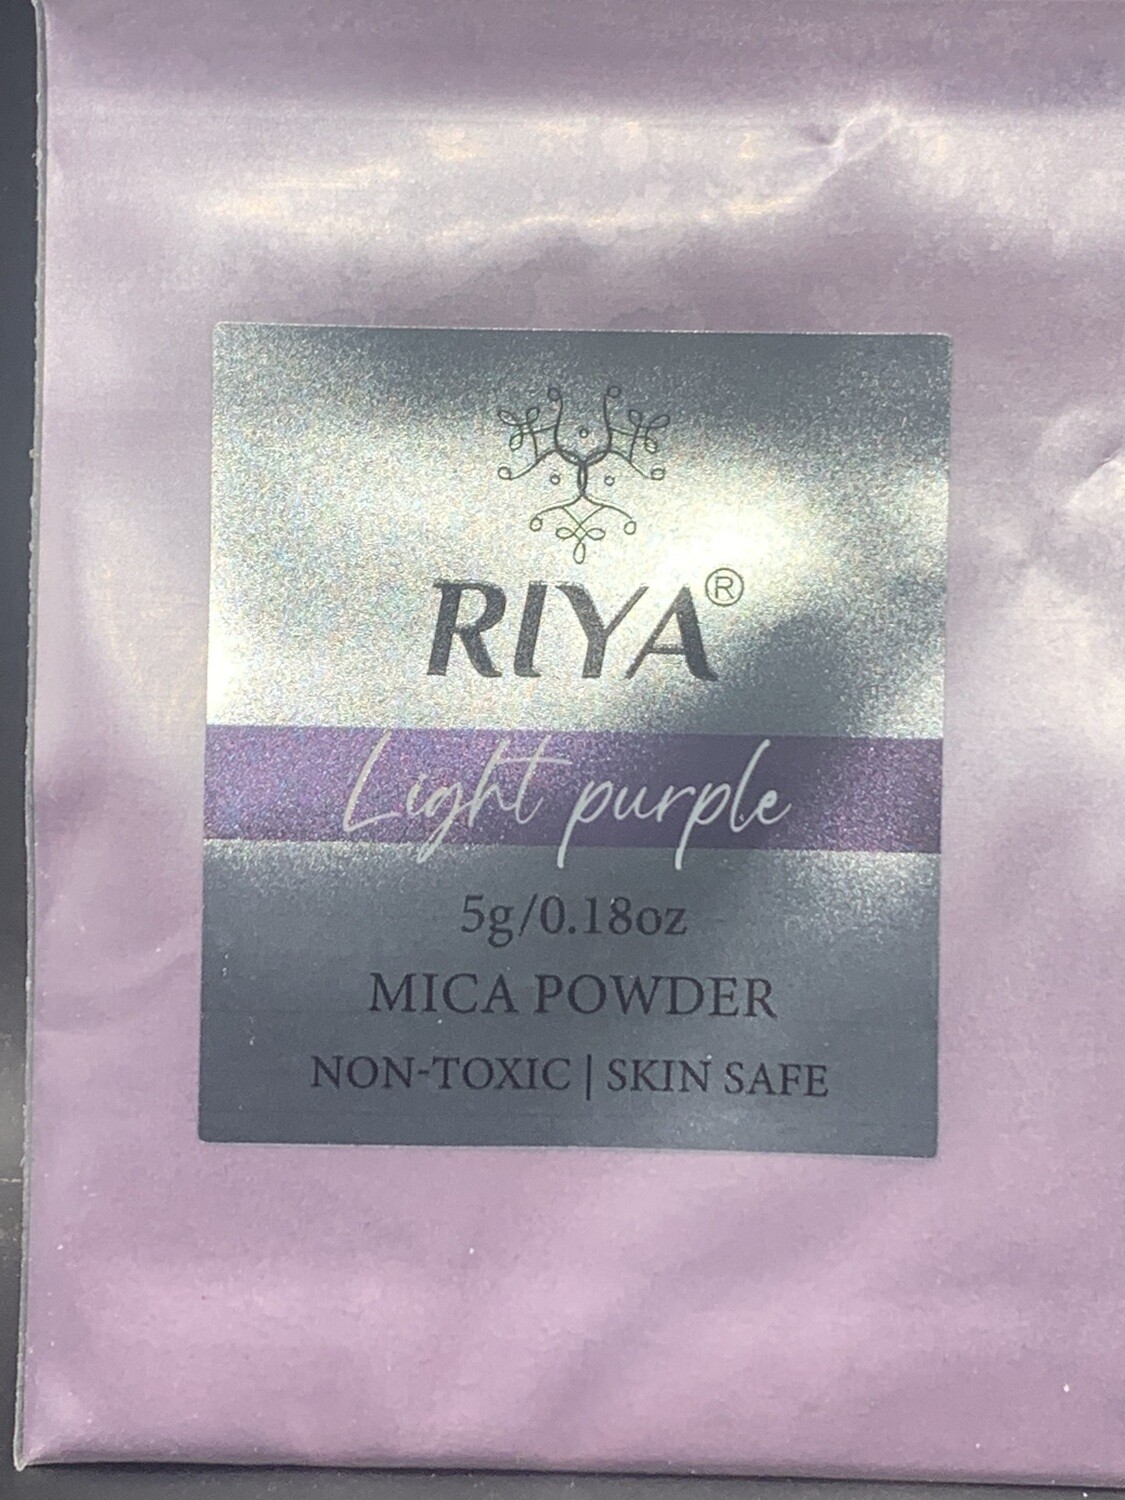 RIYA®
Light purple
5g/0.18oz
MICA POWDER
NON-TOXIC | SKIN SAFE